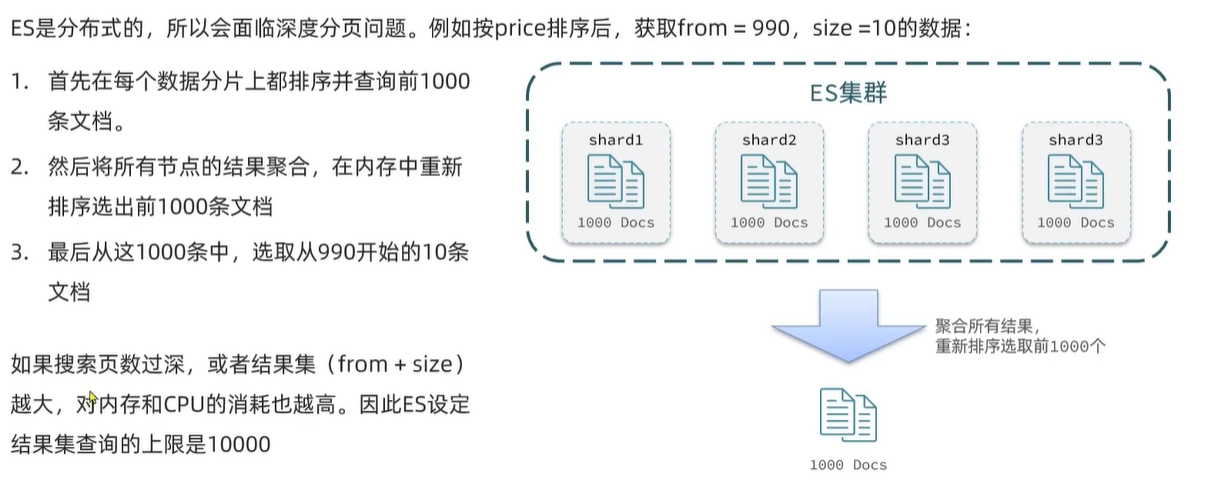 ES是分布式的，所以会面临深度分页问题。例如按price排序后，获取from = 990，size =10的数据：
1. 首先在每个数据分片上都排序并查询前1000
条文档。
2. 然后将所有节点的结果聚合，在内存中重新
排序选出前1000条文档
3. 最后从这1000条中，选取从990开始的10条
文档
如果搜索页数过深，或者结果集（from + size）
越大，对内存和CPU的消耗也越高。因此ES设定
结果集查询的上限是10000
ES集群
shard1
1000 Docs
shard2
1000 Docs
shard3
1000 Docs
shard3
1000 Docs
聚合所有结果，
重新排序选取前1000个
1000 Docs